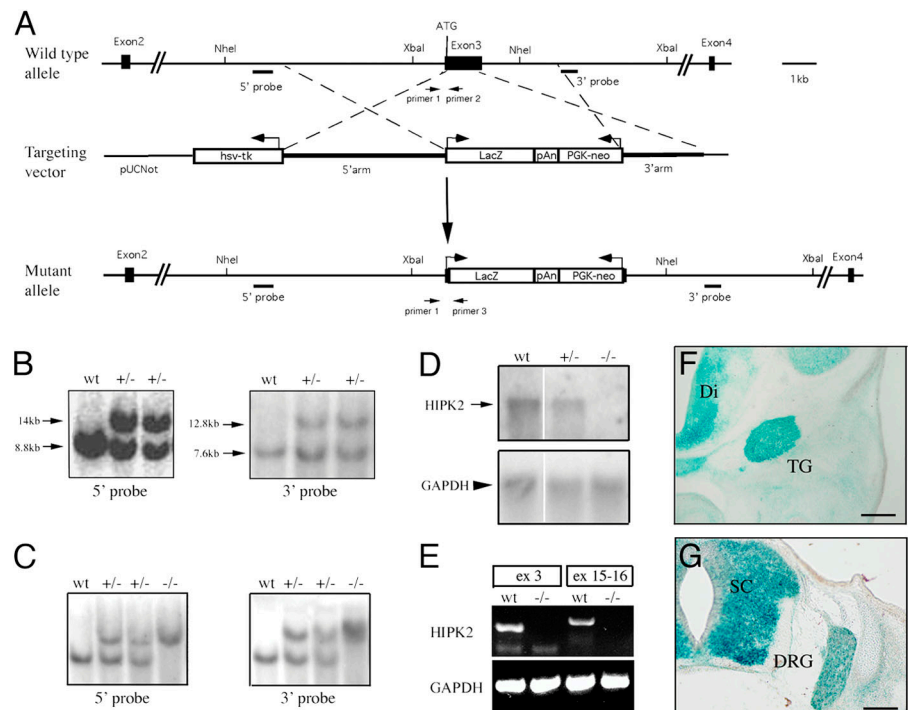 A
Wild type
allele
Exon2
NheI
XbaI
ATG
Exon3
NheI
XbaI
Exon4
1kb
5' probe
primer 1
primer 2
3' probe
Targeting
vector
hsv-tk
LacZ
pAn
PGK-neo
pUCNot
5'arm
3'arm
Mutant
allele
Exon2
NheI
XbaI
LacZ
pAn
PGK-neo
NheI
XbaI
Exon4
5' probe
primer 1
primer 3
3' probe
B
wt +/- +/-
14kb
8.8kb
5' probe
+/- +/-
12.8kb
7.6kb
3' probe
C
wt +/- +/- -/-
5' probe
wt +/- +/- -/-
3' probe
D
wt +/- -/-
HIPK2
GAPDH
E
ex 3 ex 15-16
wt -/- wt -/-
HIPK2
GAPDH
F
Di
TG
G
SC
DRG